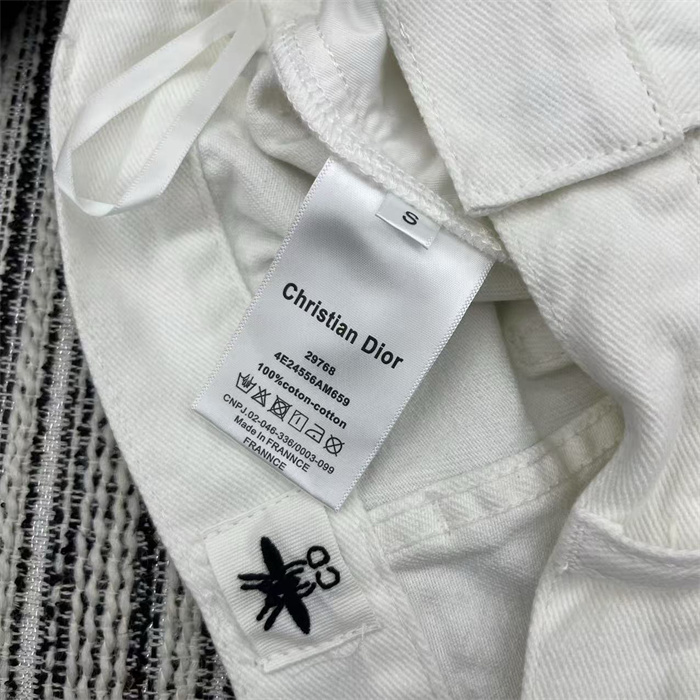 S
Christian Dior
29768
4E24556AM659
100%coton-cotton
CNPJ.02-046-336/0003-099
Made In FRANNCE
FRANNCE
CD